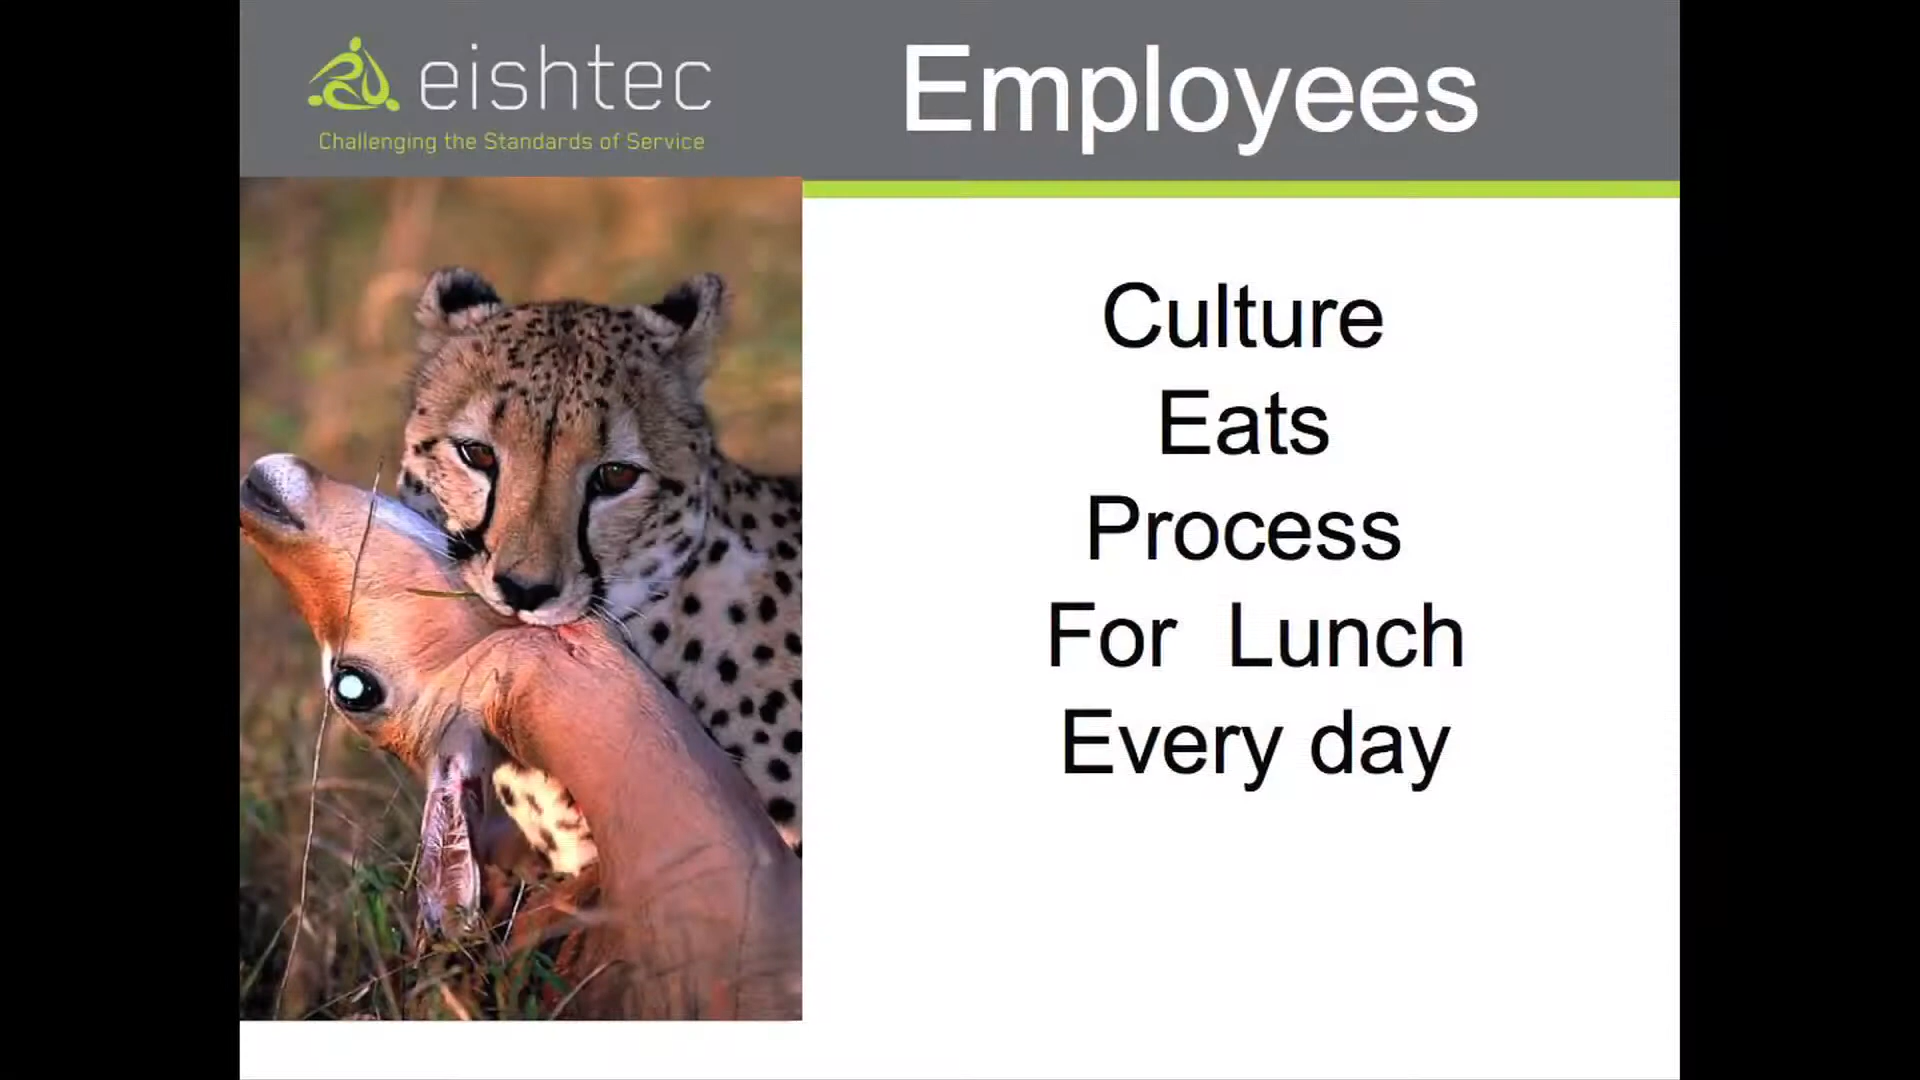 eishtec
Challenging the Standards of Service
Employees
Culture
Eats
Process
For Lunch
Every day